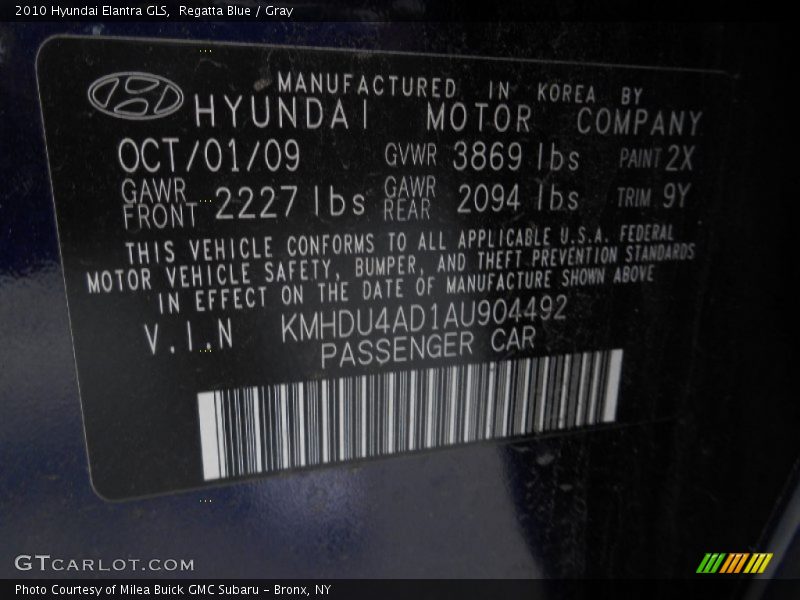 2010 Hyundai Elantra GLS, Regatta Blue / Gray
MANUFACTURED IN KOREA BY
HYUNDAI MOTOR COMPANY
OCT/01/09 GVWR 3869 lbs PAINT 2X
GAWR FRONT 2227 lbs GAWR REAR 2094 lbs TRIM 9Y
THIS VEHICLE CONFORMS TO ALL APPLICABLE U.S.A. FEDERAL
MOTOR VEHICLE SAFETY, BUMPER, AND THEFT PREVENTION STANDARDS
IN EFFECT ON THE DATE OF MANUFACTURE SHOWN ABOVE
V.I.N KMHDU4AD1AU904492
PASSENGER CAR
GTCARLOT.COM
Photo Courtesy of Milea Buick GMC Subaru - Bronx, NY